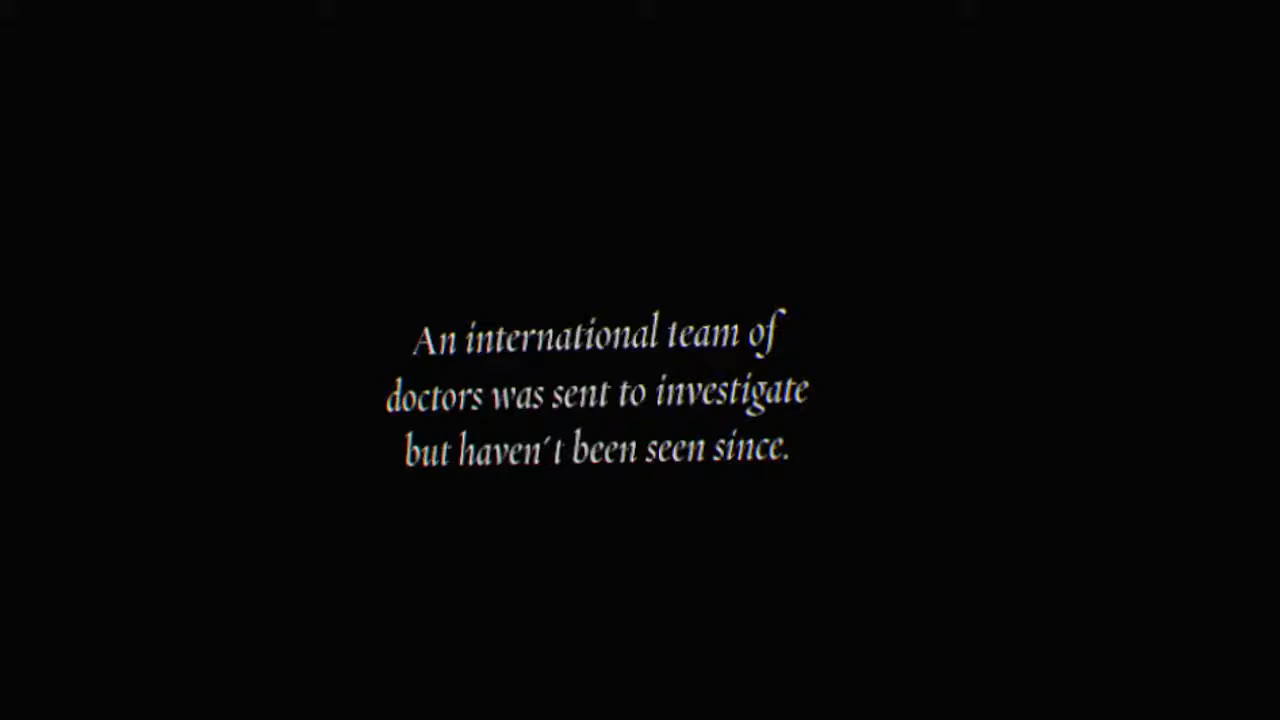 An international team of
doctors was sent to investigate
but haven't been seen since.